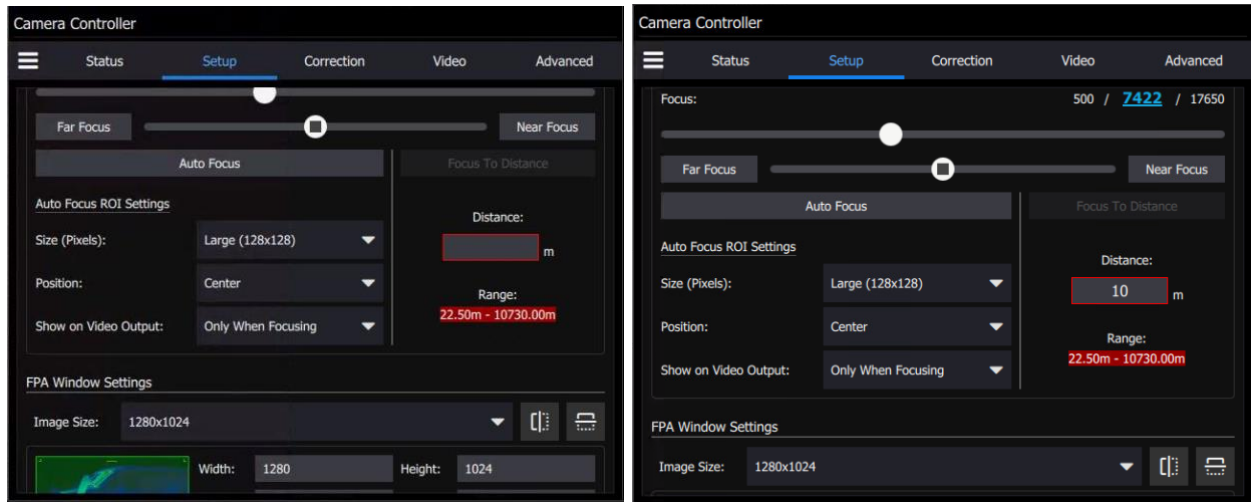 Camera Controller
Status Setup Correction Video Advanced
Far Focus Near Focus
Auto Focus Focus To Distance
Auto Focus ROI Settings
Distance:
Size (Pixels): Large (128x128)
m
Position: Center
Range:
22.50m - 10730.00m
Show on Video Output: Only When Focusing
FPA Window Settings
Image Size: 1280x1024
Width: 1280 Height: 1024
Camera Controller
Status Setup Correction Video Advanced
Focus: 500 / 7422 / 17650
Far Focus Near Focus
Auto Focus Focus To Distance
Auto Focus ROI Settings
Distance:
Size (Pixels): Large (128x128)
10 m
Position: Center
Range:
22.50m - 10730.00m
Show on Video Output: Only When Focusing
FPA Window Settings
Image Size: 1280x1024